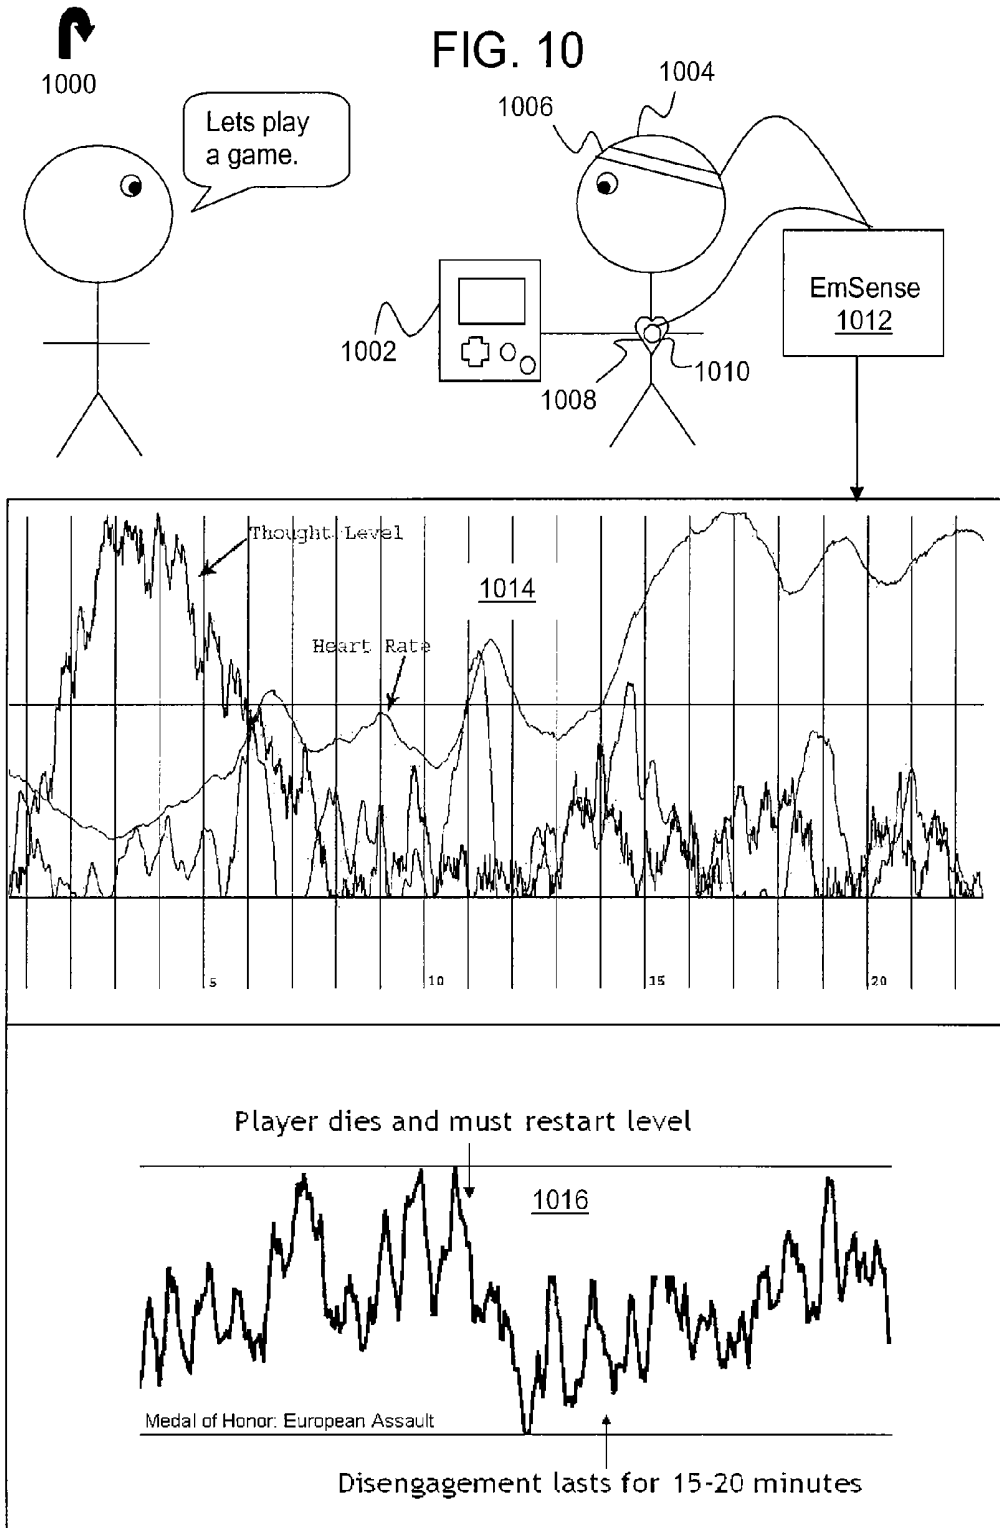 FIG. 10
1000
Lets play
a game.
1004
1006
EmSense
1012
1002
1008
1010
Thought Level
1014
Heart Rate
5
10
15
20
Player dies and must restart level
1016
Medal of Honor: European Assault
Disengagement lasts for 15-20 minutes